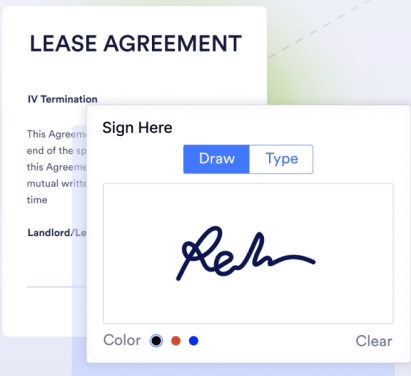 LEASE AGREEMENT
IV Termination
This Agreem
end of the sp
this Agreeme
mutual writte
time
Landlord/Le
Sign Here
Draw Type
Color Clear